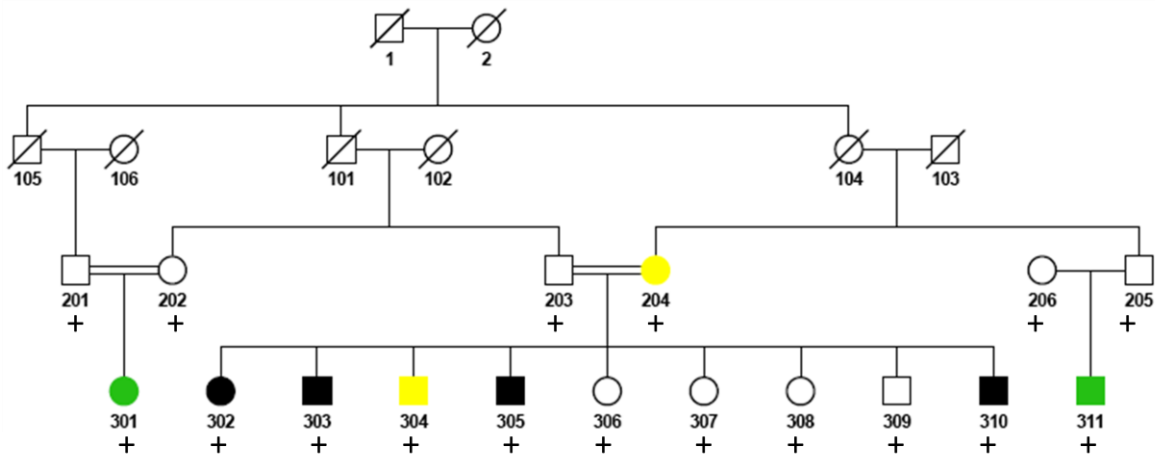 1 2
105 106 101 102 104 103
201 202 203 204 206 205
+ + + + + +
301 302 303 304 305 306 307 308 309 310 311
+ + + + + + + + + + +